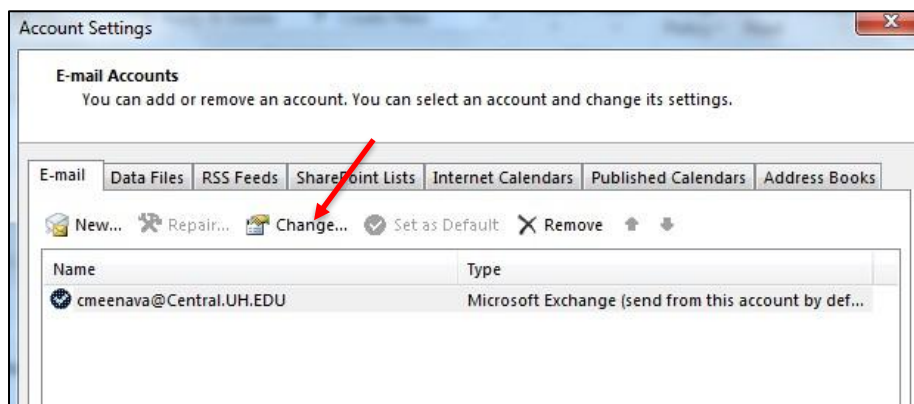 Account Settings
E-mail Accounts
You can add or remove an account. You can select an account and change its settings.
E-mail Data Files RSS Feeds SharePoint Lists Internet Calendars Published Calendars Address Books
New... Repair... Change... Set as Default Remove
Name Type
cmeenava@Central.UH.EDU Microsoft Exchange (send from this account by def...